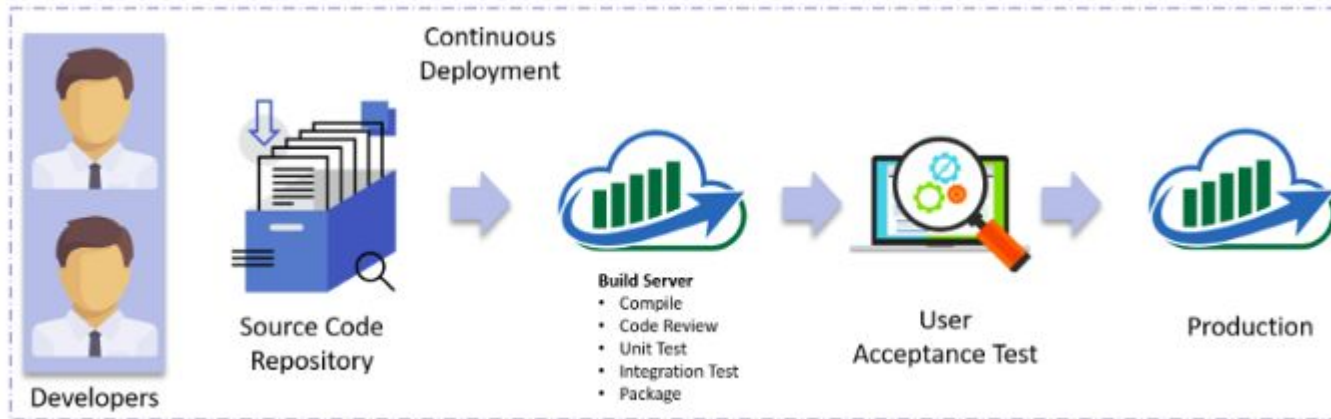 Continuous
Deployment
Developers
Source Code
Repository
Build Server
• Compile
• Code Review
• Unit Test
• Integration Test
• Package
User
Acceptance Test
Production